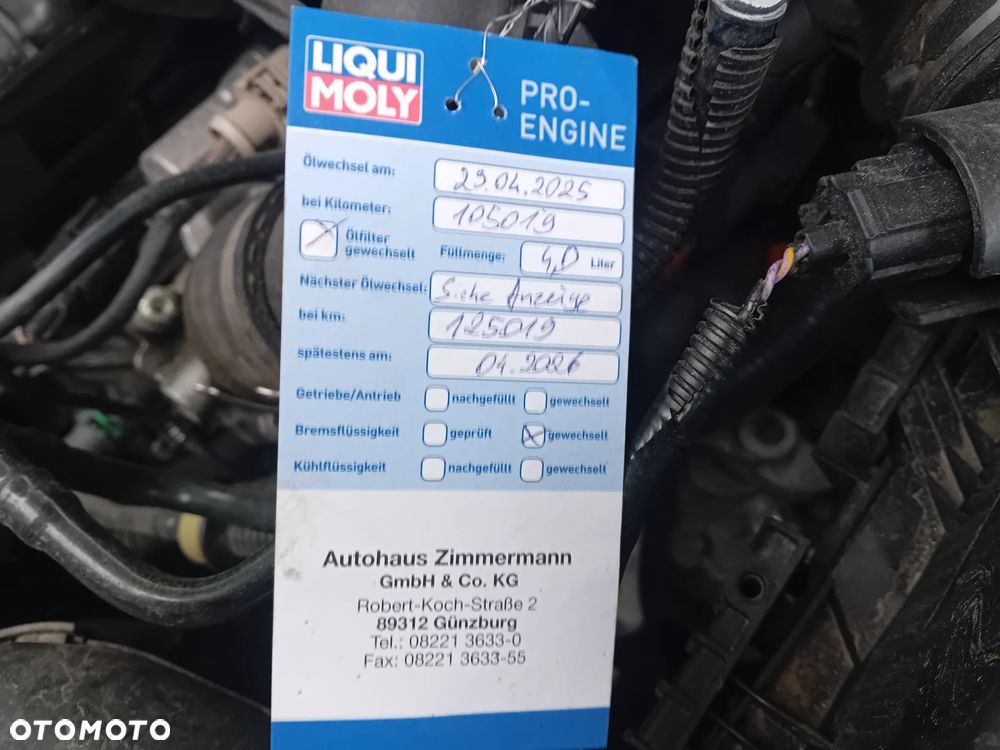 LIQUI
MOLY
PRO-
ENGINE
Ölwechsel am: 29.04.2025
bei Kilometer: 105019
Ölfilter
gewechselt
Füllmenge: 4,0 Liter
Nächster Ölwechsel: Siehe Anzeige
bei km: 125019
spätestens am: 04.2026
Getriebe/Antrieb nachgefüllt gewechselt
Bremsflüssigkeit geprüft gewechselt
Kühlflüssigkeit nachgefüllt gewechselt
Autohaus Zimmermann
GmbH & Co. KG
Robert-Koch-Straße 2
89312 Günzburg
Tel.: 08221 3633-0
Fax: 08221 3633-55
OTOMOTO